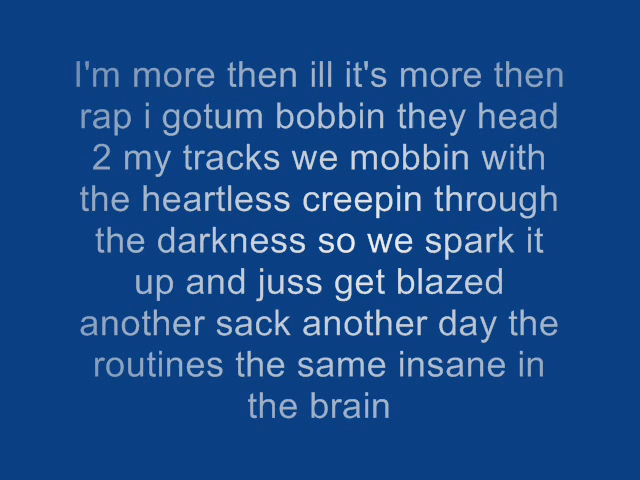 I'm more then ill it's more then
rap i gotum bobbin they head
2 my tracks we mobbin with
the heartless creepin through
the darkness so we spark it
up and juss get blazed
another sack another day the
routines the same insane in
the brain